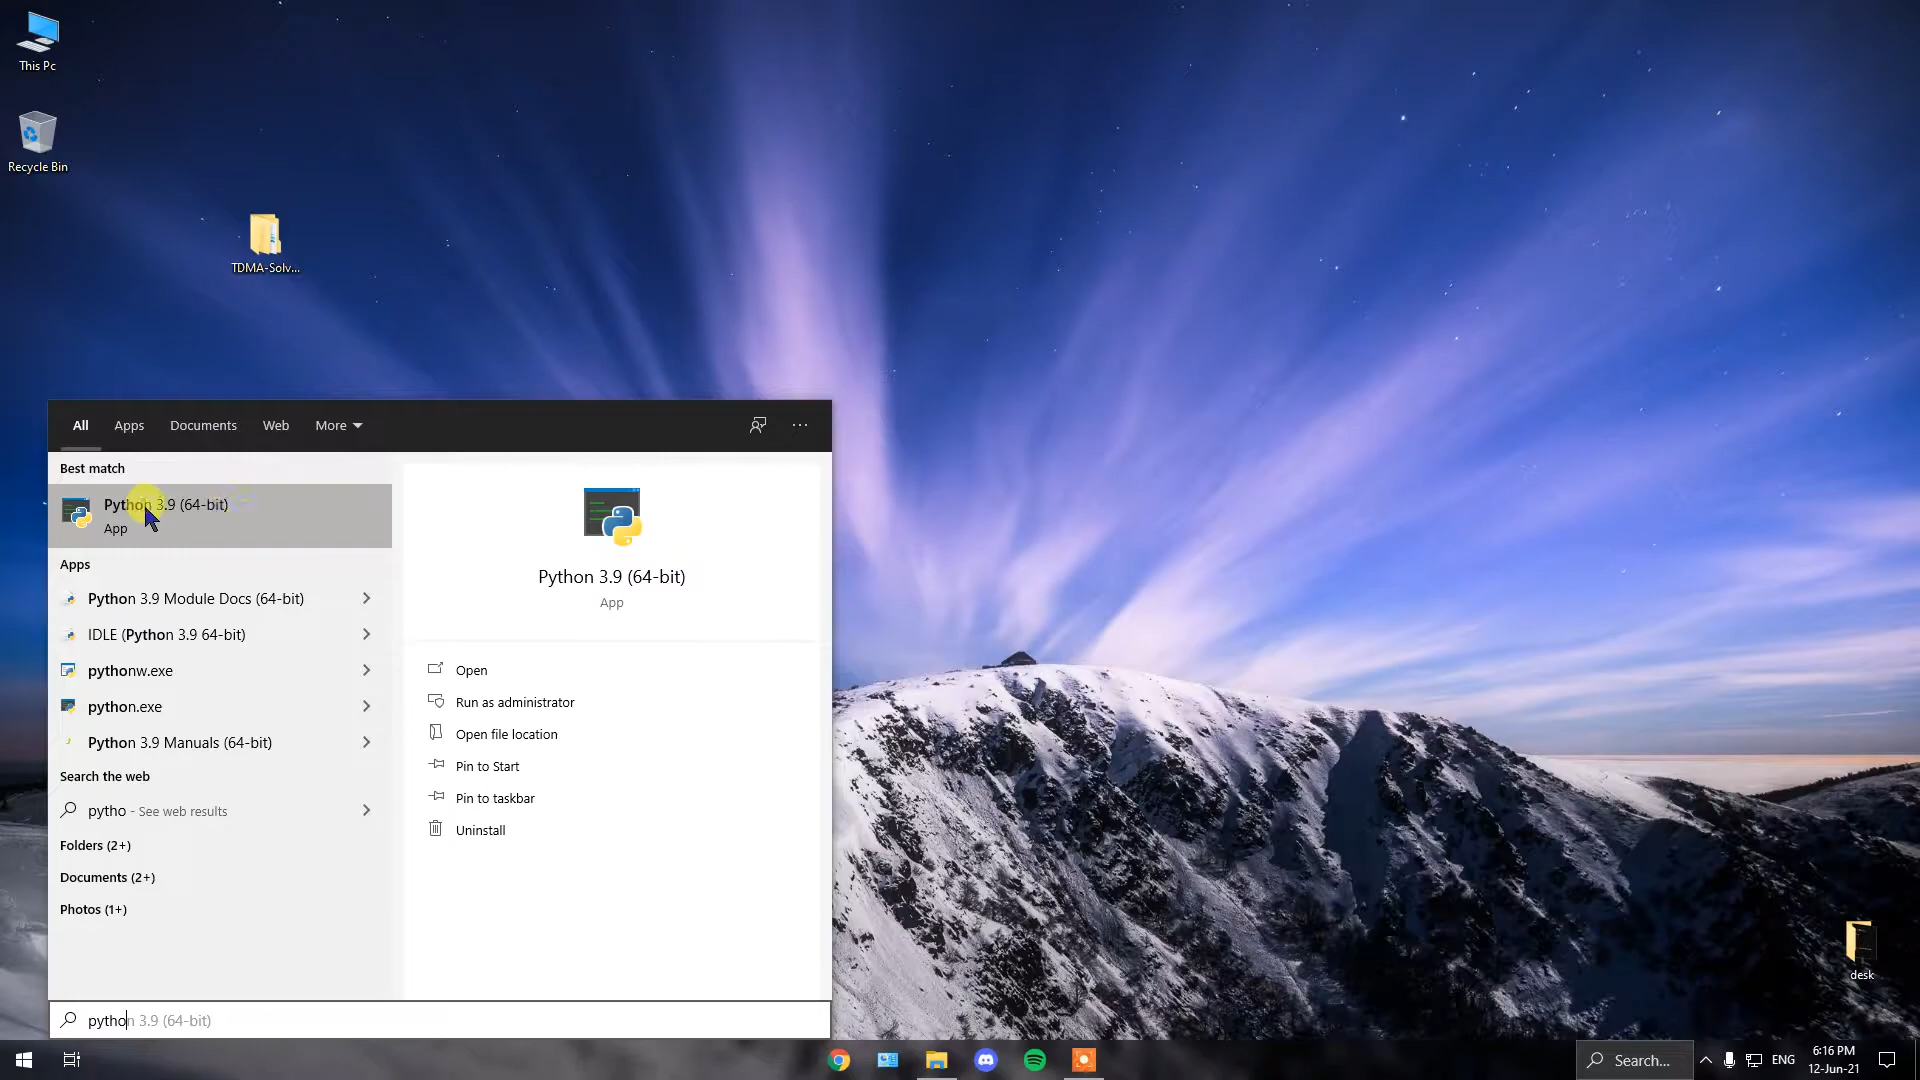 This Pc
Recycle Bin
TDMA-Solv...
All Apps Documents Web More
Best match
Python 3.9 (64-bit)
App
Apps
Python 3.9 Module Docs (64-bit)
IDLE (Python 3.9 64-bit)
pythonw.exe
python.exe
Python 3.9 Manuals (64-bit)
Search the web
pytho - See web results
Folders (2+)
Documents (2+)
Photos (1+)
Python 3.9 (64-bit)
App
Open
Run as administrator
Open file location
Pin to Start
Pin to taskbar
Uninstall
python 3.9 (64-bit)
desk
Search...
ENG
6:16 PM
12-Jun-21